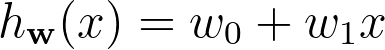 h_w(x) = w_0 + w_1x